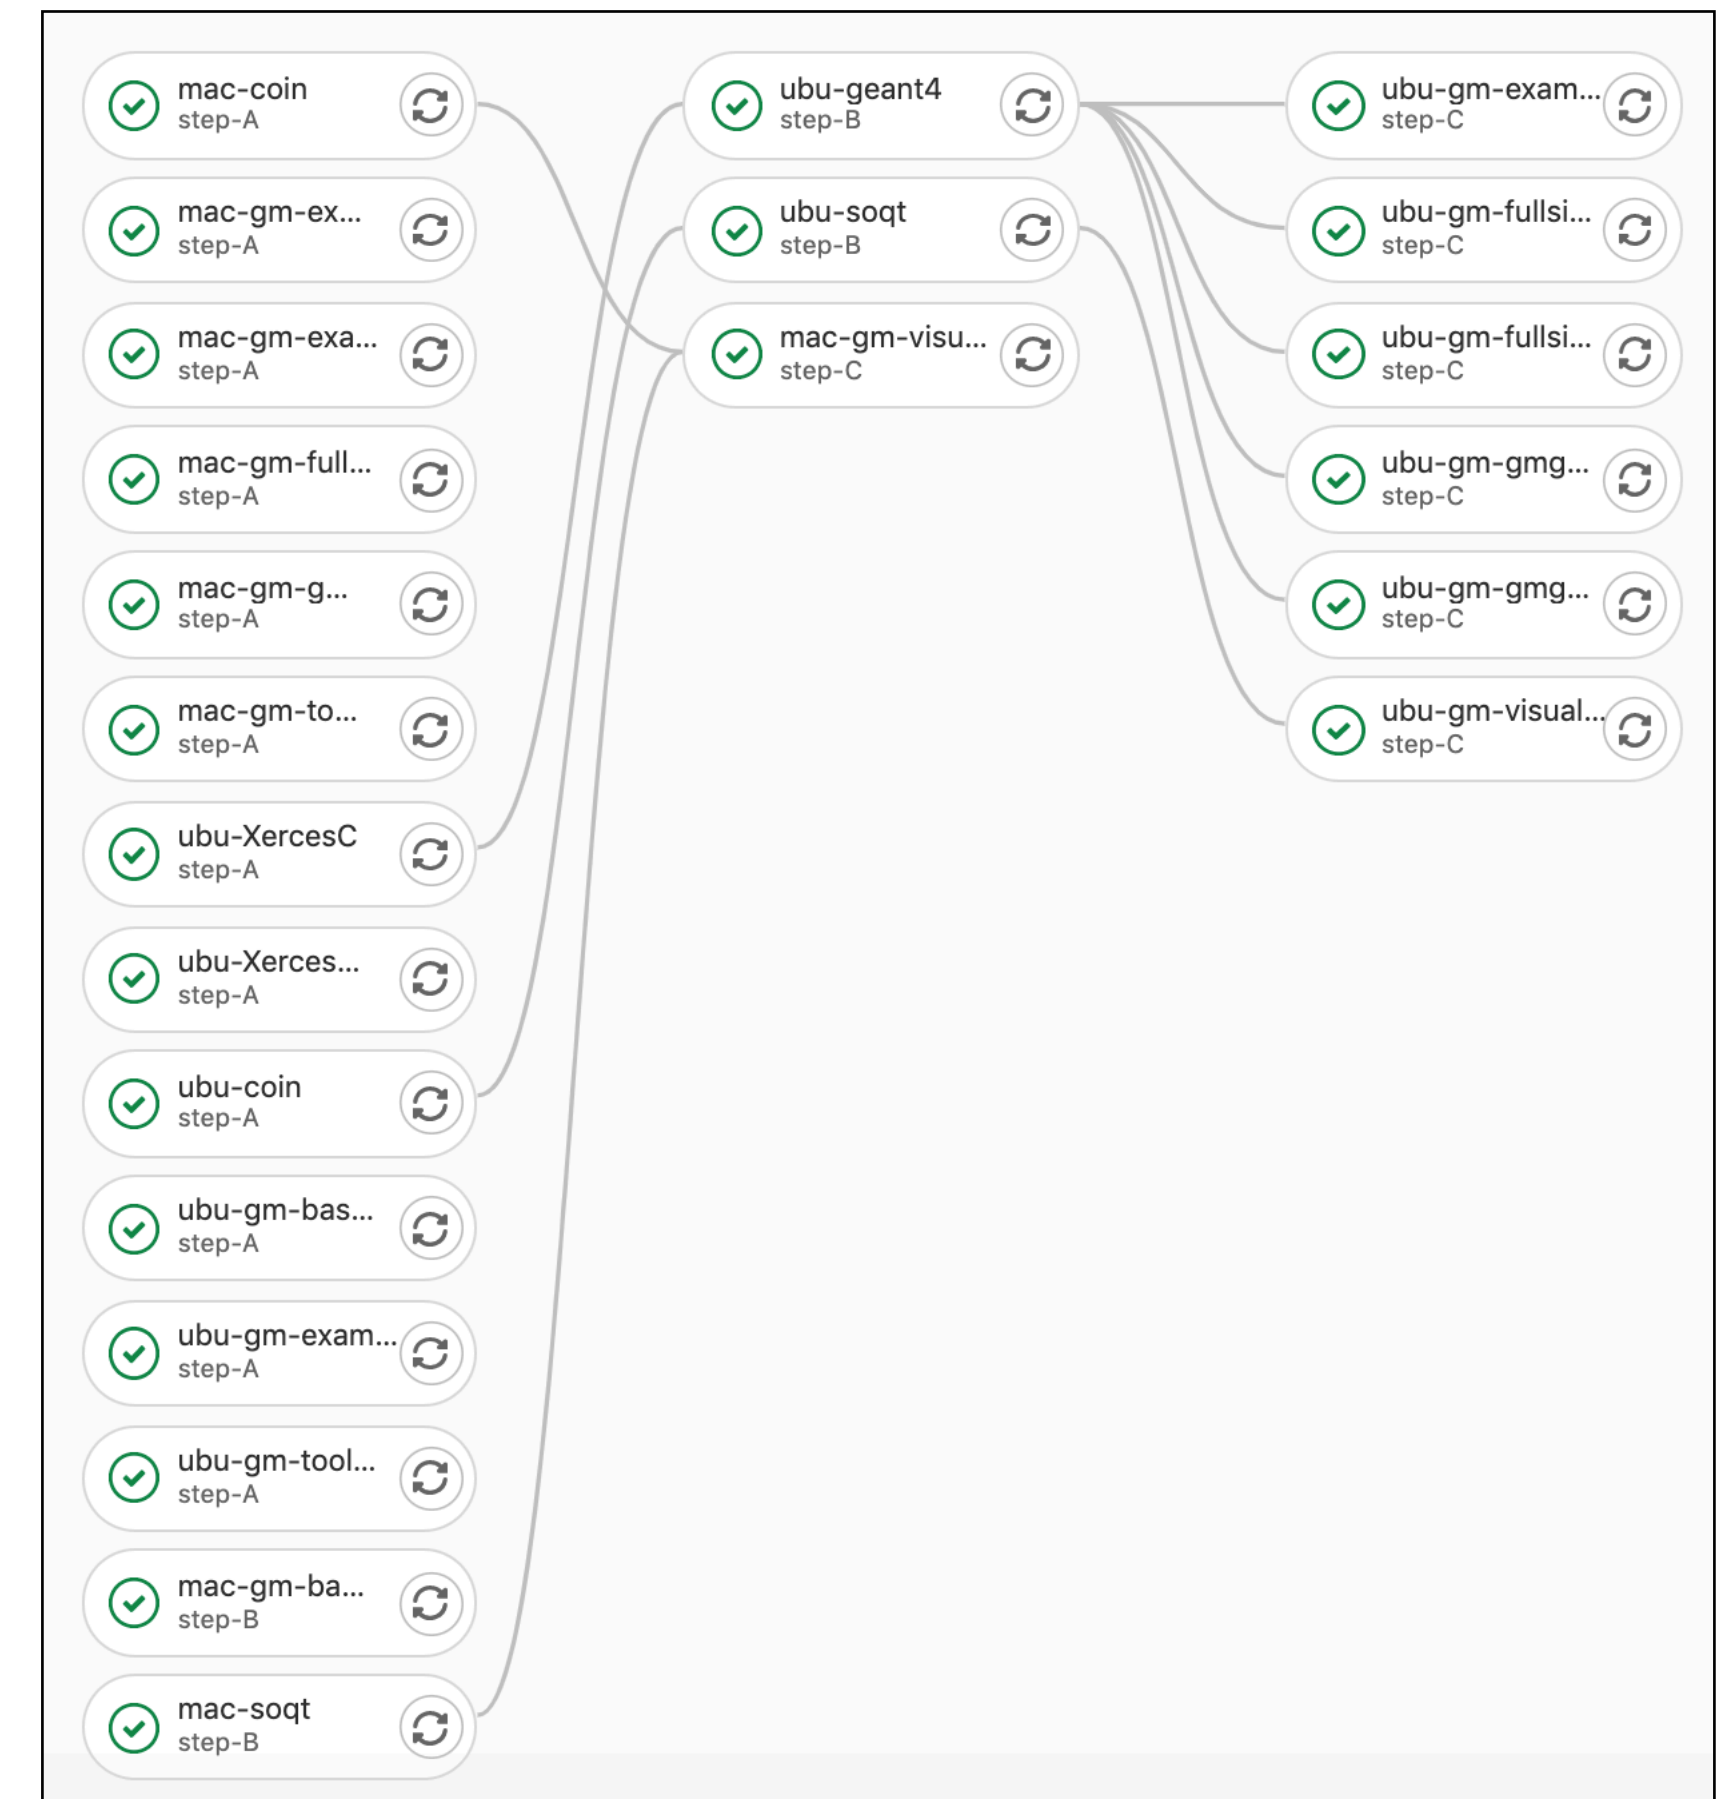 mac-coin
step-A
mac-gm-ex...
step-A
mac-gm-exa...
step-A
mac-gm-full...
step-A
mac-gm-g...
step-A
mac-gm-to...
step-A
ubu-XercesC
step-A
ubu-Xerces...
step-A
ubu-coin
step-A
ubu-gm-bas...
step-A
ubu-gm-exam...
step-A
ubu-gm-tool...
step-A
mac-gm-ba...
step-B
mac-soqt
step-B
ubu-geant4
step-B
ubu-soqt
step-B
mac-gm-visu...
step-C
ubu-gm-exam...
step-C
ubu-gm-fullsi...
step-C
ubu-gm-fullsi...
step-C
ubu-gm-gmg...
step-C
ubu-gm-gmg...
step-C
ubu-gm-visual...
step-C